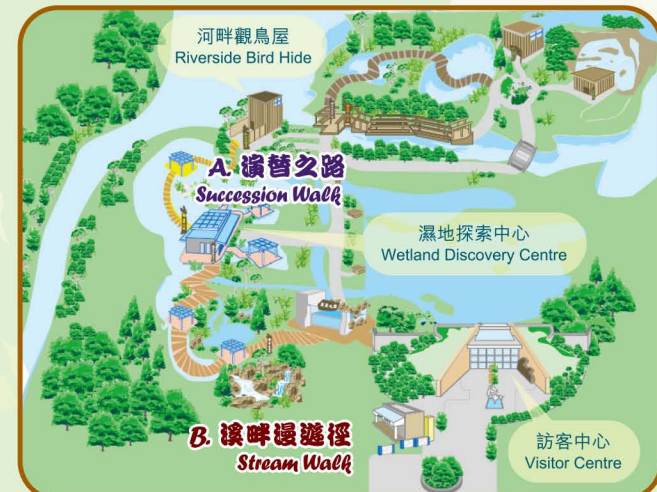 河畔觀鳥屋
Riverside Bird Hide
A. 演替之路
Succession Walk
濕地探索中心
Wetland Discovery Centre
B. 溪畔漫遊徑
Stream Walk
訪客中心
Visitor Centre